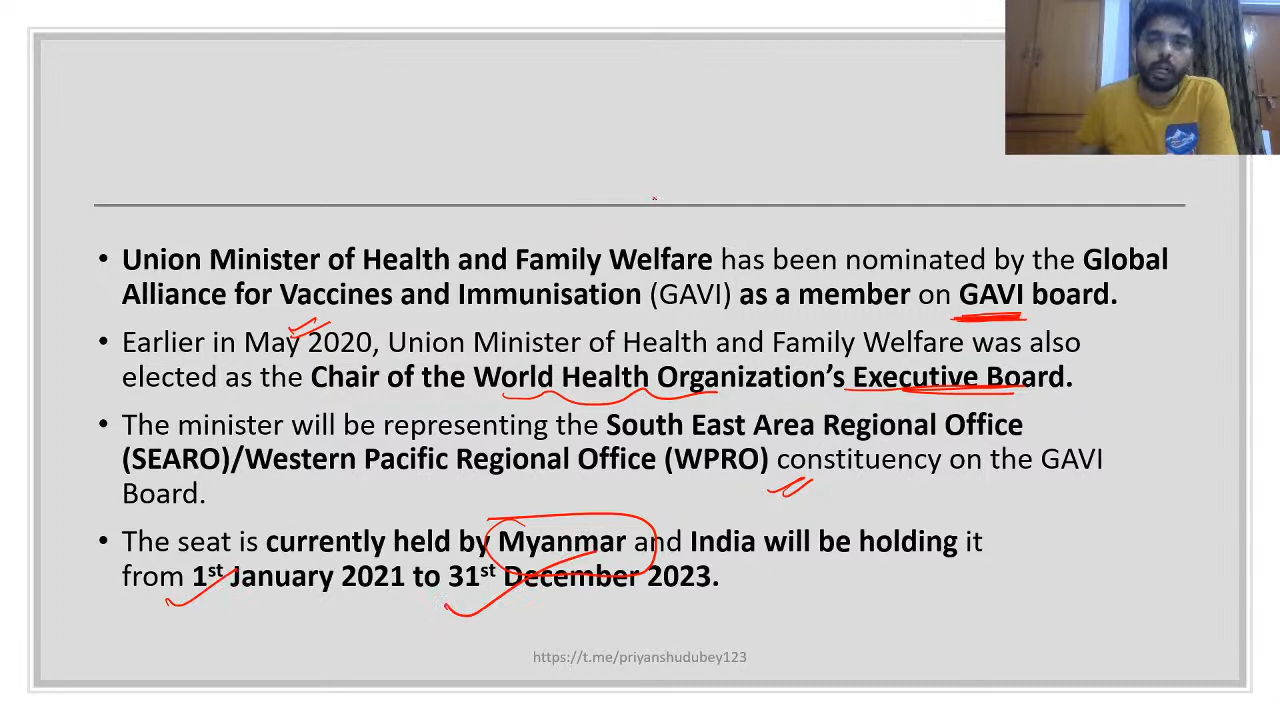 • Union Minister of Health and Family Welfare has been nominated by the Global
Alliance for Vaccines and Immunisation (GAVI) as a member on GAVI board.
• Earlier in May 2020, Union Minister of Health and Family Welfare was also
elected as the Chair of the World Health Organization's Executive Board.
• The minister will be representing the South East Area Regional Office
(SEARO)/Western Pacific Regional Office (WPRO) constituency on the GAVI
Board.
• The seat is currently held by Myanmar and India will be holding it
from 1st January 2021 to 31st December 2023.
https://t.me/priyanshudubey123